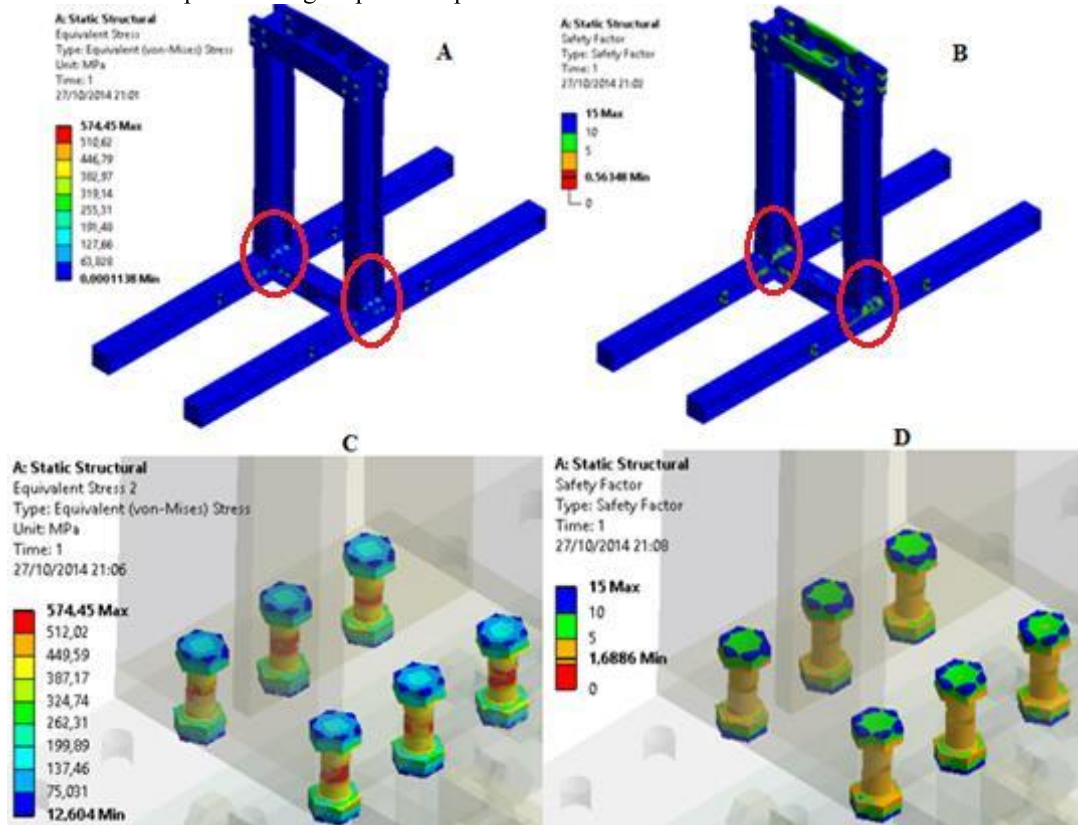 A: Static Structural
Equivalent Stress
Type: Equivalent (von-Mises) Stress
Unit: MPa
Time: 1
27/10/2014 21:01
574,45 Max
510,62
446,79
382,97
319,14
255,31
191,48
127,66
63,828
0,0001138 Min
A
A: Static Structural
Safety Factor
Type: Safety Factor
Time: 1
27/10/2014 21:02
15 Max
10
5
0,56348 Min
0
B
C
A: Static Structural
Equivalent Stress 2
Type: Equivalent (von-Mises) Stress
Unit: MPa
Time: 1
27/10/2014 21:06
574,45 Max
512,02
449,59
387,17
324,74
262,31
199,89
137,46
75,031
12,604 Min
D
A: Static Structural
Safety Factor
Type: Safety Factor
Time: 1
27/10/2014 21:08
15 Max
10
5
1,6886 Min
0